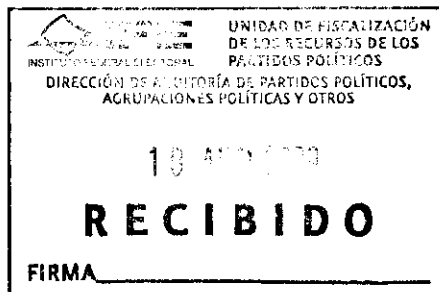 UNIDAD DE FISCALIZACIÓN
DE LOS RECURSOS DE LOS
PARTIDOS POLÍTICOS
INSTITUTO FEDERAL ELECTORAL
DIRECCIÓN DE AUDITORÍA DE PARTIDOS POLÍTICOS,
AGRUPACIONES POLÍTICAS Y OTROS
RECIBIDO
FIRMA